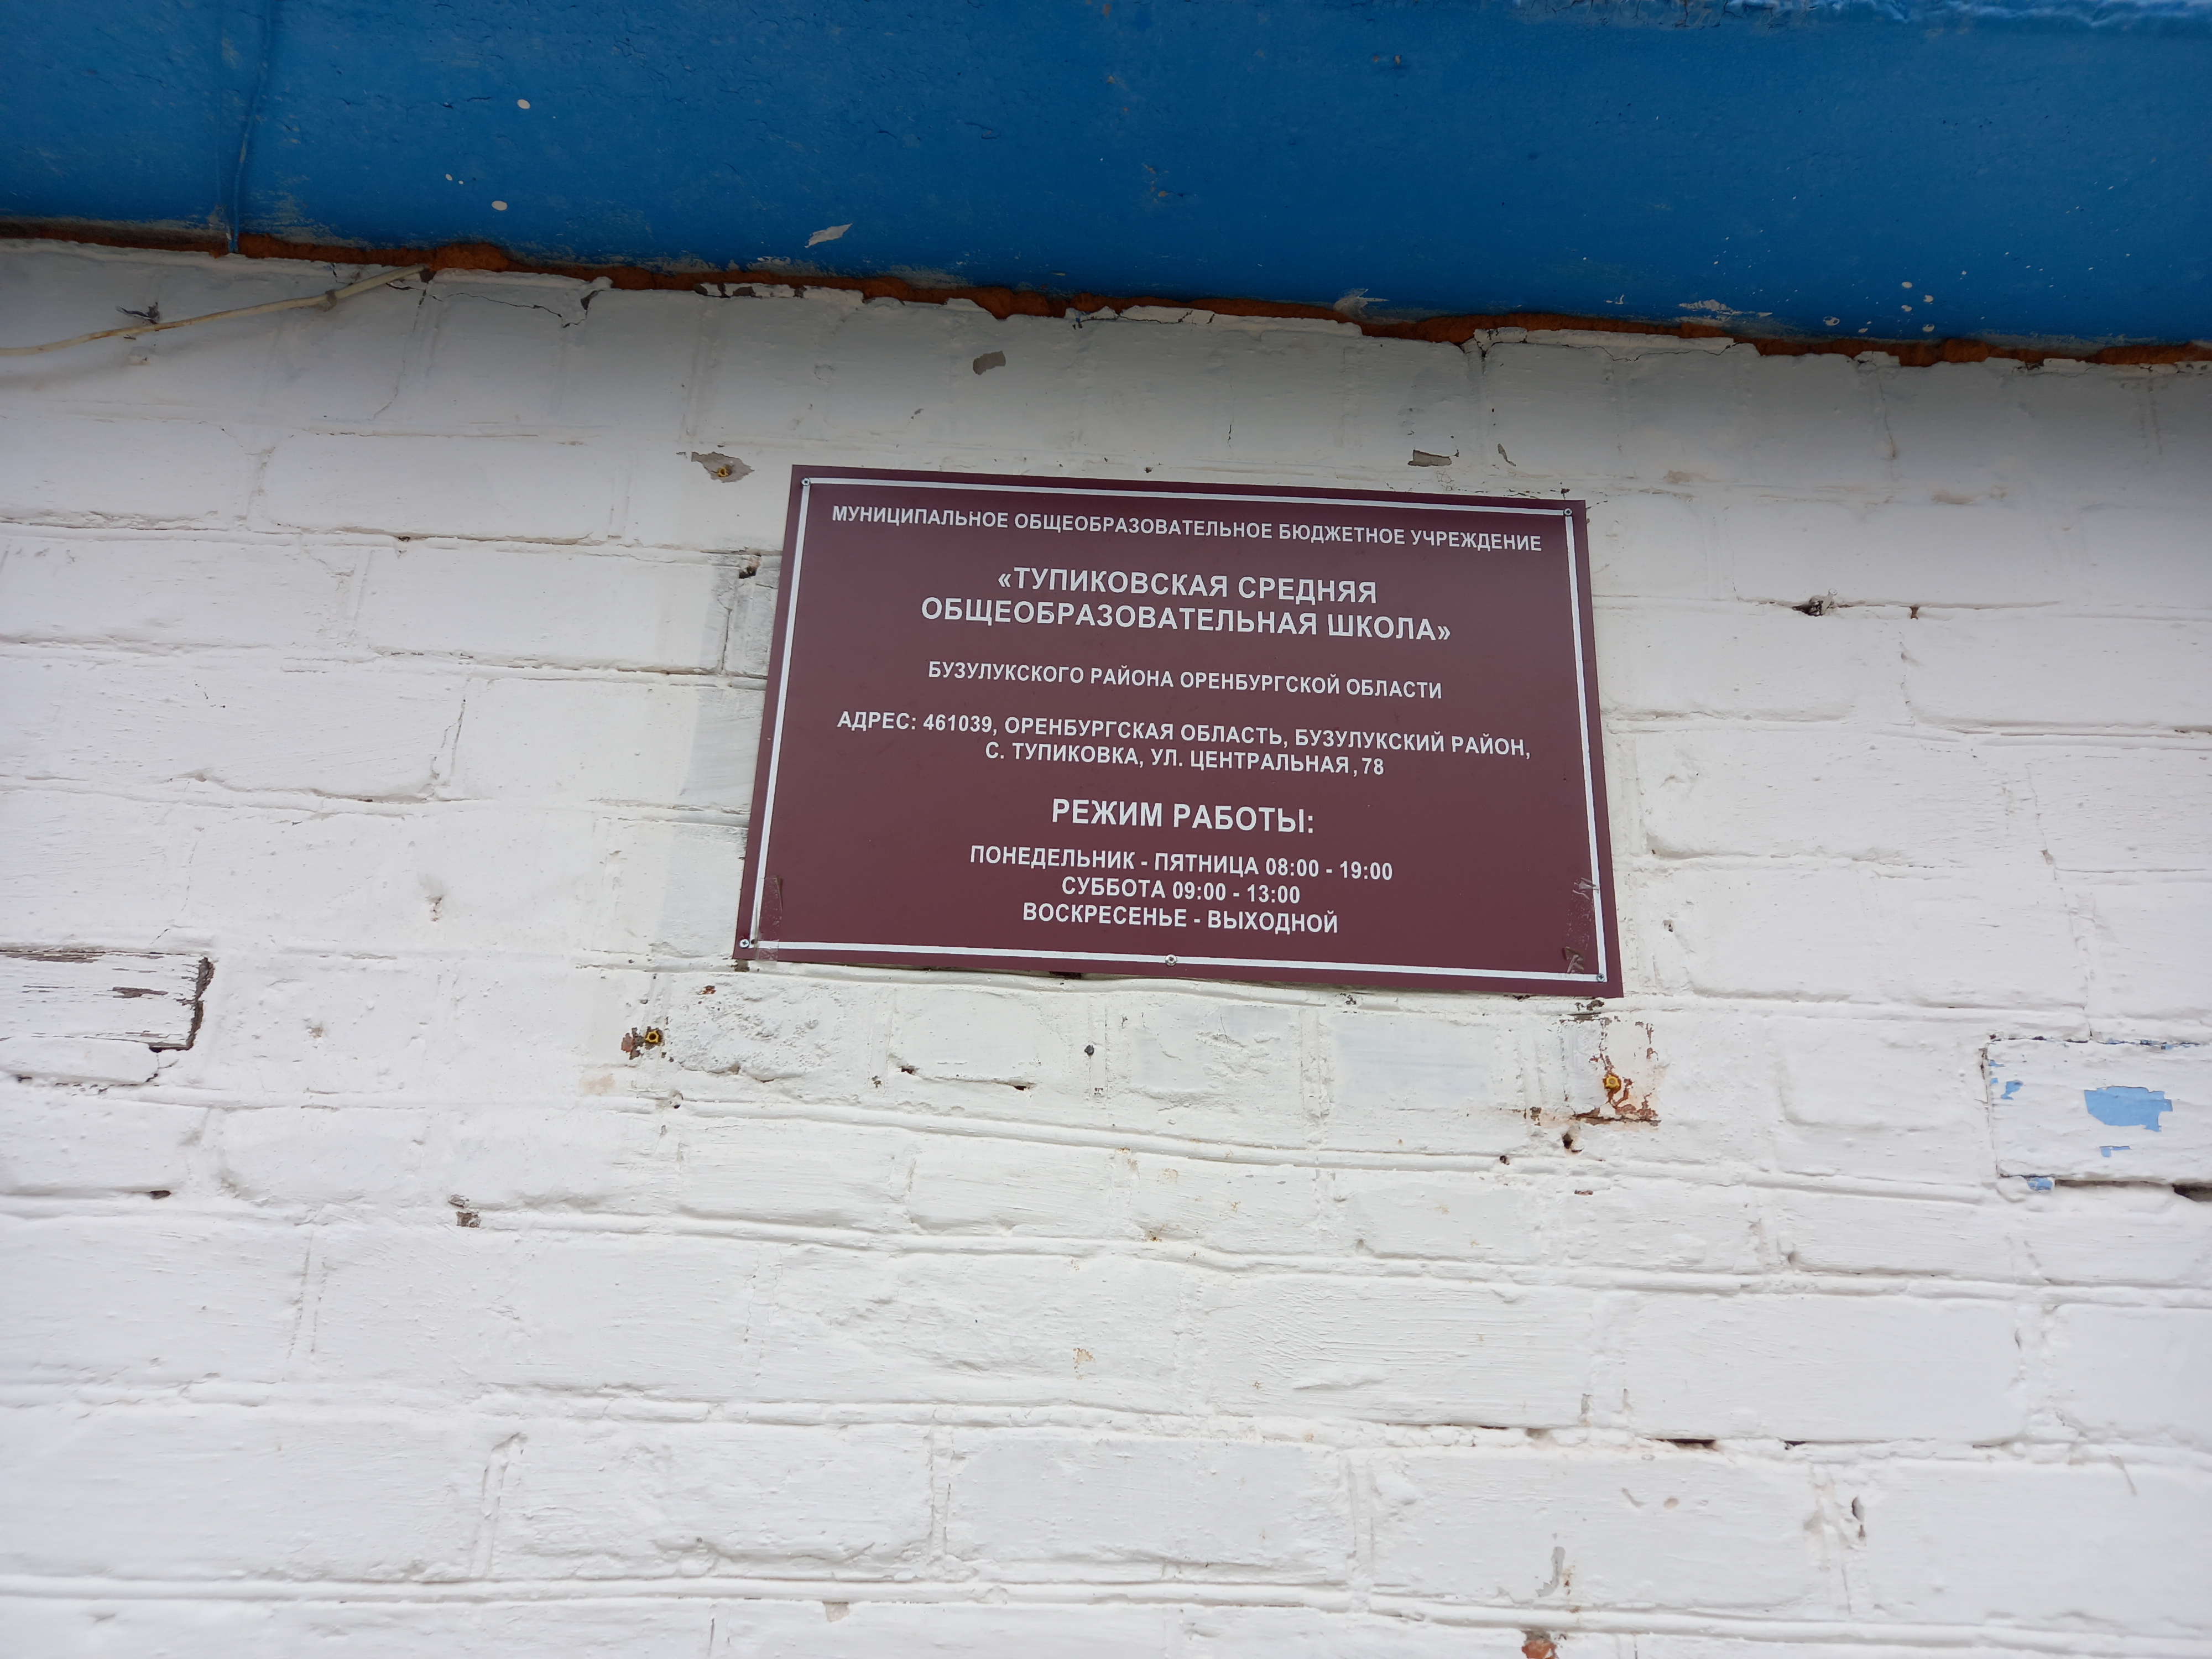 МУНИЦИПАЛЬНОЕ ОБЩЕОБРАЗОВАТЕЛЬНОЕ БЮДЖЕТНОЕ УЧРЕЖДЕНИЕ
«ТУПИКОВСКАЯ СРЕДНЯЯ
ОБЩЕОБРАЗОВАТЕЛЬНАЯ ШКОЛА»
БУЗУЛУКСКОГО РАЙОНА ОРЕНБУРГСКОЙ ОБЛАСТИ
АДРЕС: 461039, ОРЕНБУРГСКАЯ ОБЛАСТЬ, БУЗУЛУКСКИЙ РАЙОН,
С. ТУПИКОВКА, УЛ. ЦЕНТРАЛЬНАЯ, 78
РЕЖИМ РАБОТЫ:
ПОНЕДЕЛЬНИК - ПЯТНИЦА 08:00 - 19:00
СУББОТА 09:00 - 13:00
ВОСКРЕСЕНЬЕ - ВЫХОДНОЙ